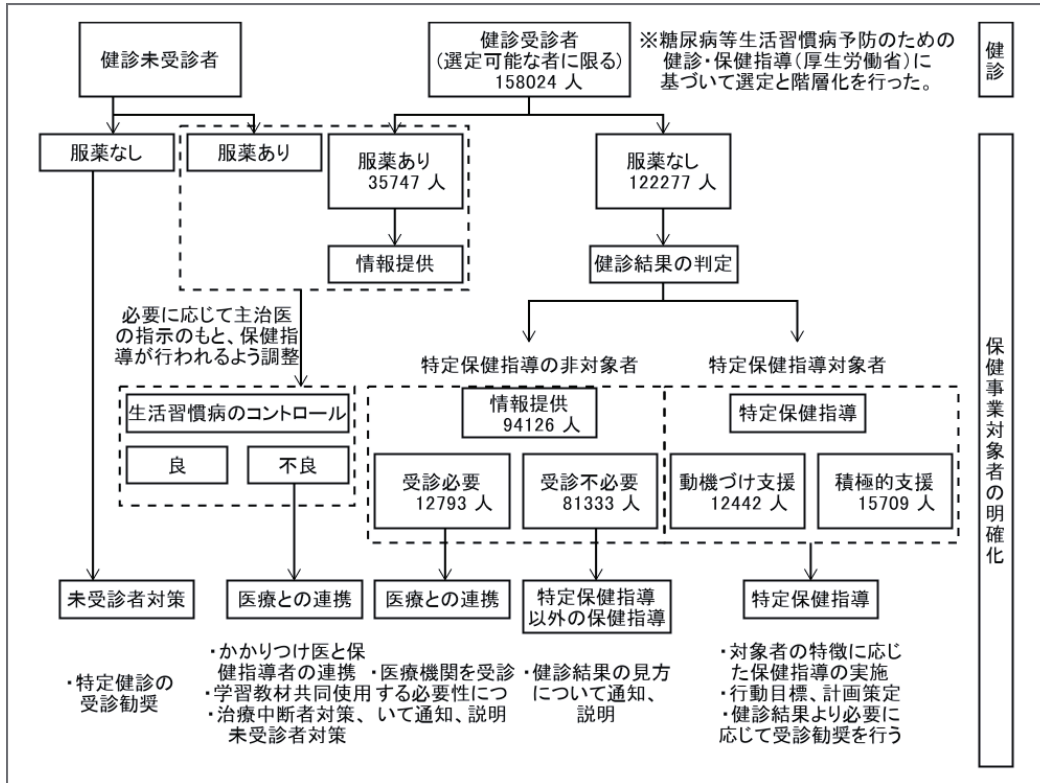 健診未受診者
健診受診者
(選定可能な者に限る)
158024 人
※糖尿病等生活習慣病予防のための
健診・保健指導(厚生労働省)に
基づいて選定と階層化を行った。
健診
服薬なし
服薬あり
服薬あり
35747 人
服薬なし
122277 人
情報提供
健診結果の判定
必要に応じて主治医
の指示のもと、保健指
導が行われるよう調整
特定保健指導の非対象者
特定保健指導対象者
生活習慣病のコントロール
良
不良
情報提供
94126 人
特定保健指導
受診必要
12793 人
受診不必要
81333 人
動機づけ支援
12442 人
積極的支援
15709 人
保健事業対象者の明確化
未受診者対策
医療との連携
医療との連携
特定保健指導
以外の保健指導
特定保健指導
・特定健診の
受診勧奨
・かかりつけ医と保
健指導者の連携
・学習教材共同使用
・治療中断者対策、
未受診者対策
・医療機関を受診
する必要性につ
いて通知、説明
・健診結果の見方
について通知、
説明
・対象者の特徴に応じ
た保健指導の実施
・行動目標、計画策定
・健診結果より必要に
応じて受診勧奨を行う